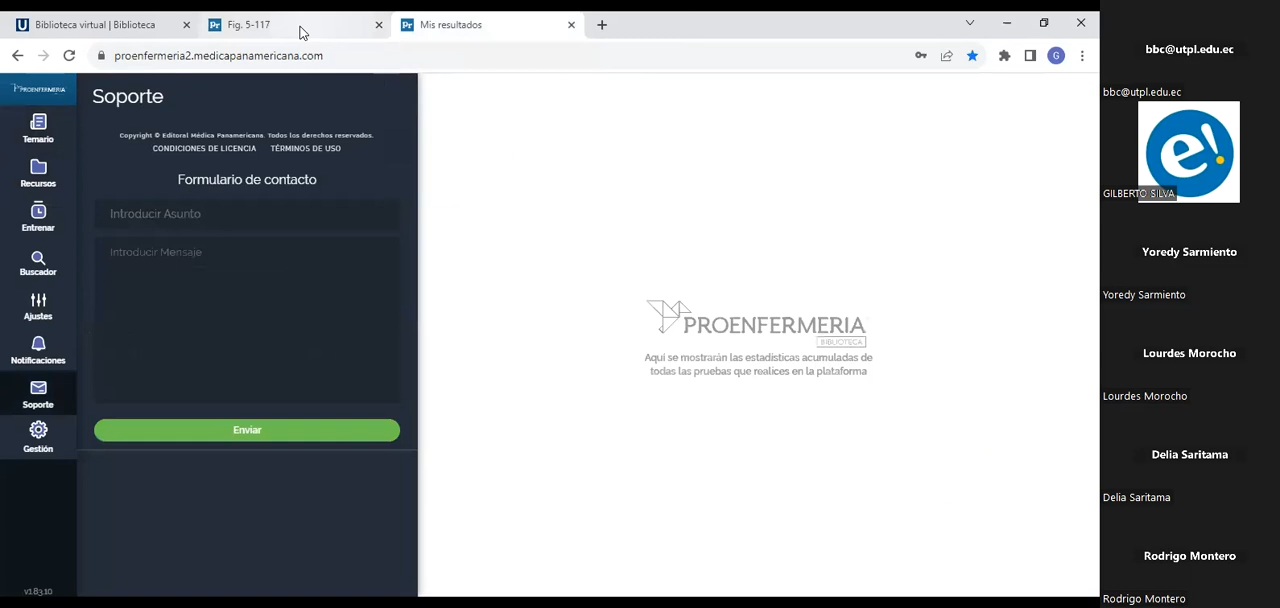 Biblioteca virtual | Biblioteca
Fig. 5-117
Mis resultados
proenfermeria2.medicapanamericana.com
G
PROENFERMERIA
Temario
Recursos
Entrenar
Buscador
Ajustes
Notificaciones
Soporte
Gestión
v1.83.10
Soporte
Copyright © Editoral Médica Panamericana. Todos los derechos reservados.
CONDICIONES DE LICENCIA TÉRMINOS DE USO
Formulario de contacto
Introducir Asunto
Introducir Mensaje
Enviar
PROENFERMERIA
BIBLIOTECA
Aquí se mostrarán las estadísticas acumuladas de
todas las pruebas que realices en la plataforma
bbc@utpl.edu.ec
bbc@utpl.edu.ec
e!
GILBERTO SILVA
Yoredy Sarmiento
Yoredy Sarmiento
Lourdes Morocho
Lourdes Morocho
Delia Saritama
Delia Saritama
Rodrigo Montero
Rodrigo Montero